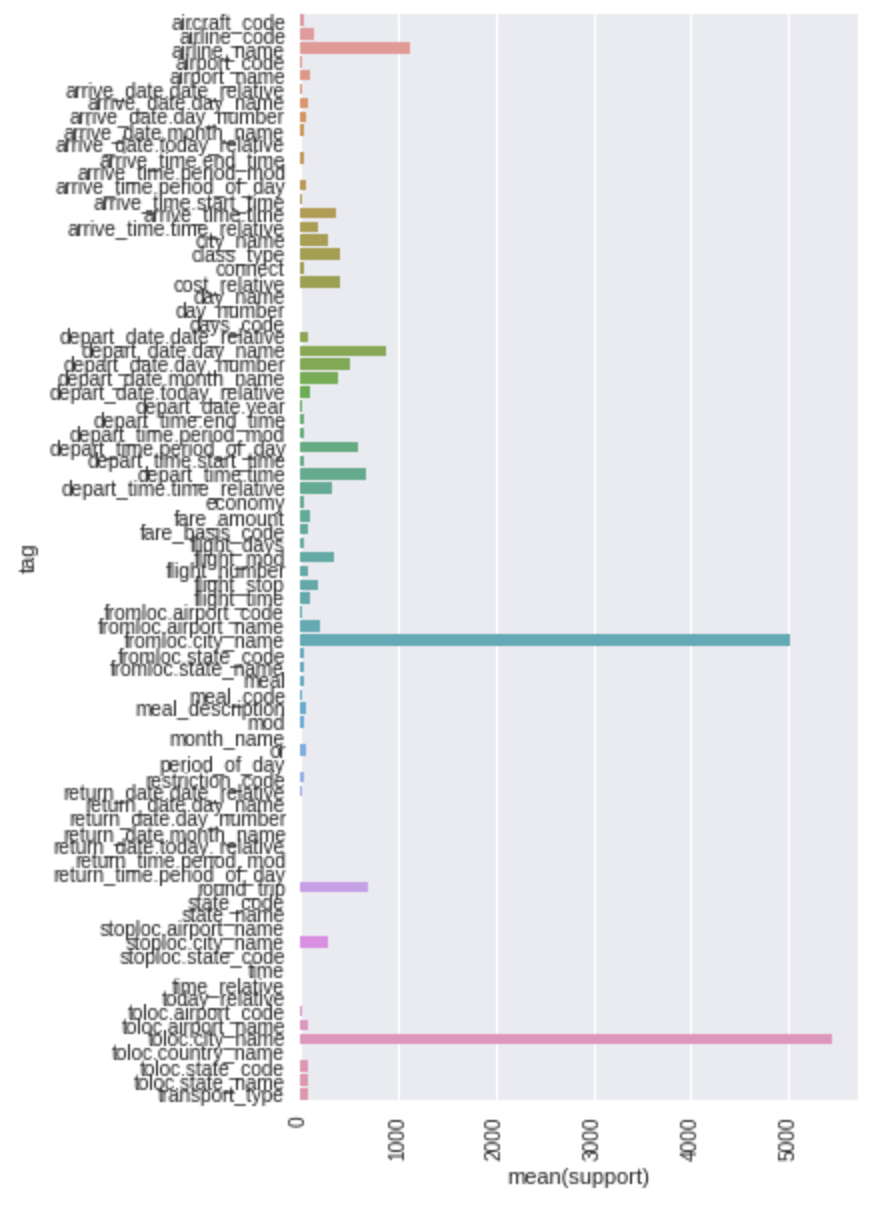 aircraft_code
airline_code
airline_name
airport_code
airport_name
arrive_date.date_relative
arrive_date.day_name
arrive_date.day_number
arrive_date.month_name
arrive_date.today_relative
arrive_time.end_time
arrive_time.period_mod
arrive_time.period_of_day
arrive_time.start_time
arrive_time.time
arrive_time.time_relative
city_name
class_type
connect
cost_relative
day_name
day_number
days_code
depart_date.date_relative
depart_date.day_name
depart_date.day_number
depart_date.month_name
depart_date.today_relative
depart_date.year
depart_time.end_time
depart_time.period_mod
depart_time.period_of_day
depart_time.start_time
depart_time.time
depart_time.time_relative
economy
fare_amount
fare_basis_code
flight_days
flight_mod
flight_number
flight_stop
flight_time
fromloc.airport_code
fromloc.airport_name
fromloc.city_name
fromloc.state_code
fromloc.state_name
meal
meal_code
meal_description
mod
month_name
or
period_of_day
restriction_code
return_date.date_relative
return_date.day_name
return_date.day_number
return_date.month_name
return_date.today_relative
return_time.period_mod
return_time.period_of_day
round_trip
state_code
state_name
stoploc.airport_name
stoploc.city_name
stoploc.state_code
time
time_relative
today_relative
toloc.airport_code
toloc.airport_name
toloc.city_name
toloc.country_name
toloc.state_code
toloc.state_name
transport_type
tag
0
1000
2000
3000
4000
5000
mean(support)